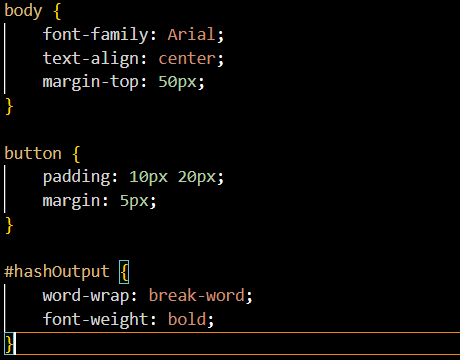 body {
    font-family: Arial;
    text-align: center;
    margin-top: 50px;
}

button {
    padding: 10px 20px;
    margin: 5px;
}

#hashOutput {
    word-wrap: break-word;
    font-weight: bold;
}